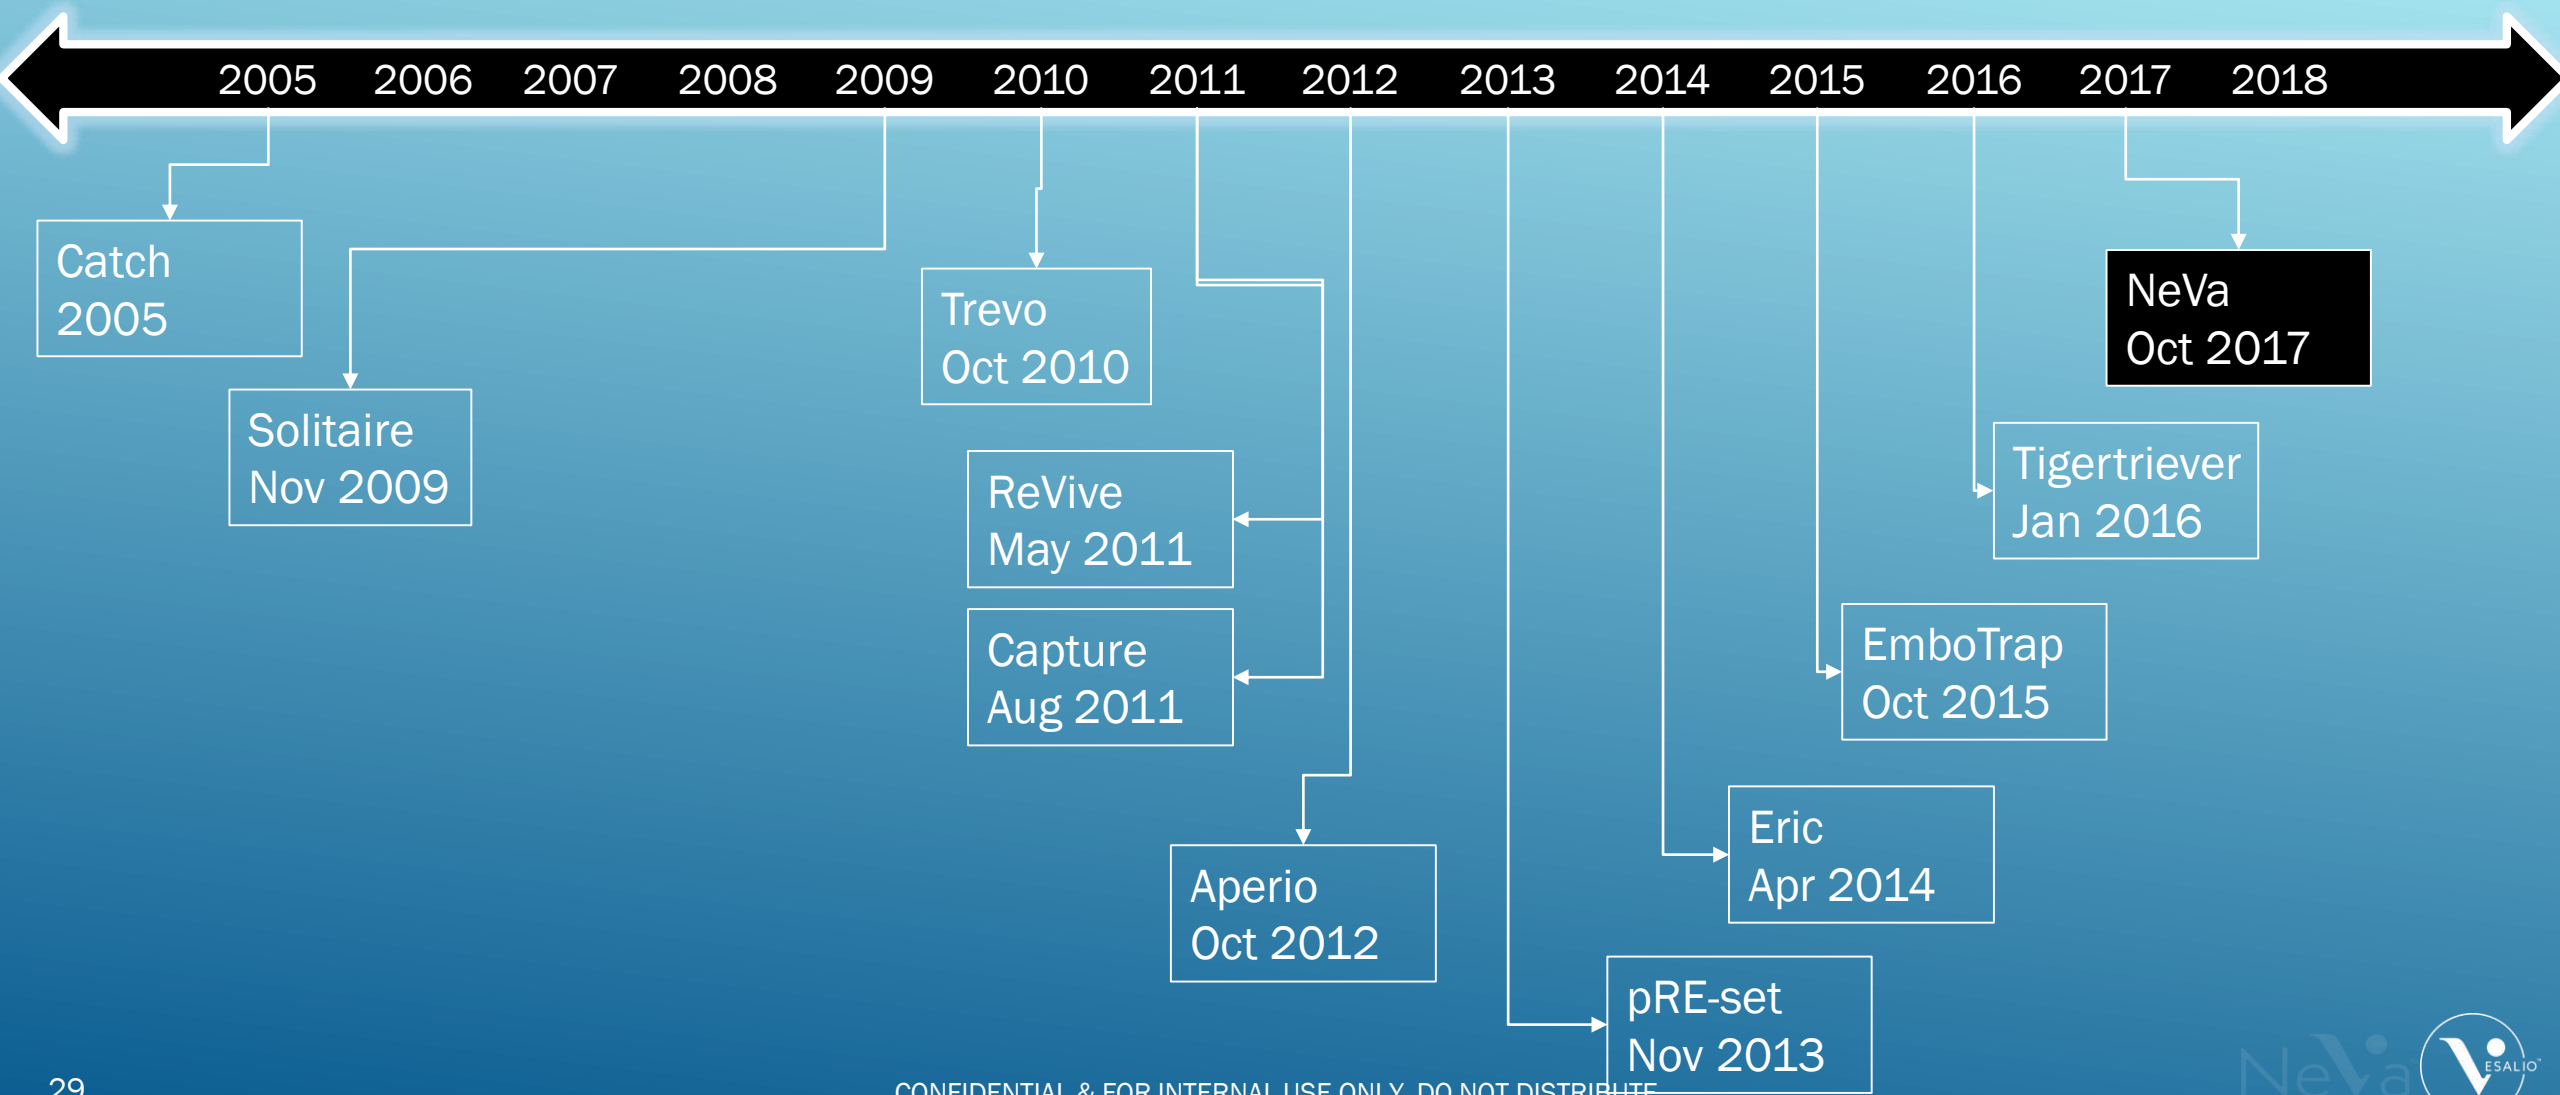 2005 2006 2007 2008 2009 2010 2011 2012 2013 2014 2015 2016 2017 2018
Catch
2005
Solitaire
Nov 2009
Trevo
Oct 2010
ReVive
May 2011
Capture
Aug 2011
Aperio
Oct 2012
pRE-set
Nov 2013
Eric
Apr 2014
EmboTrap
Oct 2015
Tigertriever
Jan 2016
NeVa
Oct 2017
29
CONFIDENTIAL & FOR INTERNAL USE ONLY. DO NOT DISTRIBUTE
NeVa
VESALIO™